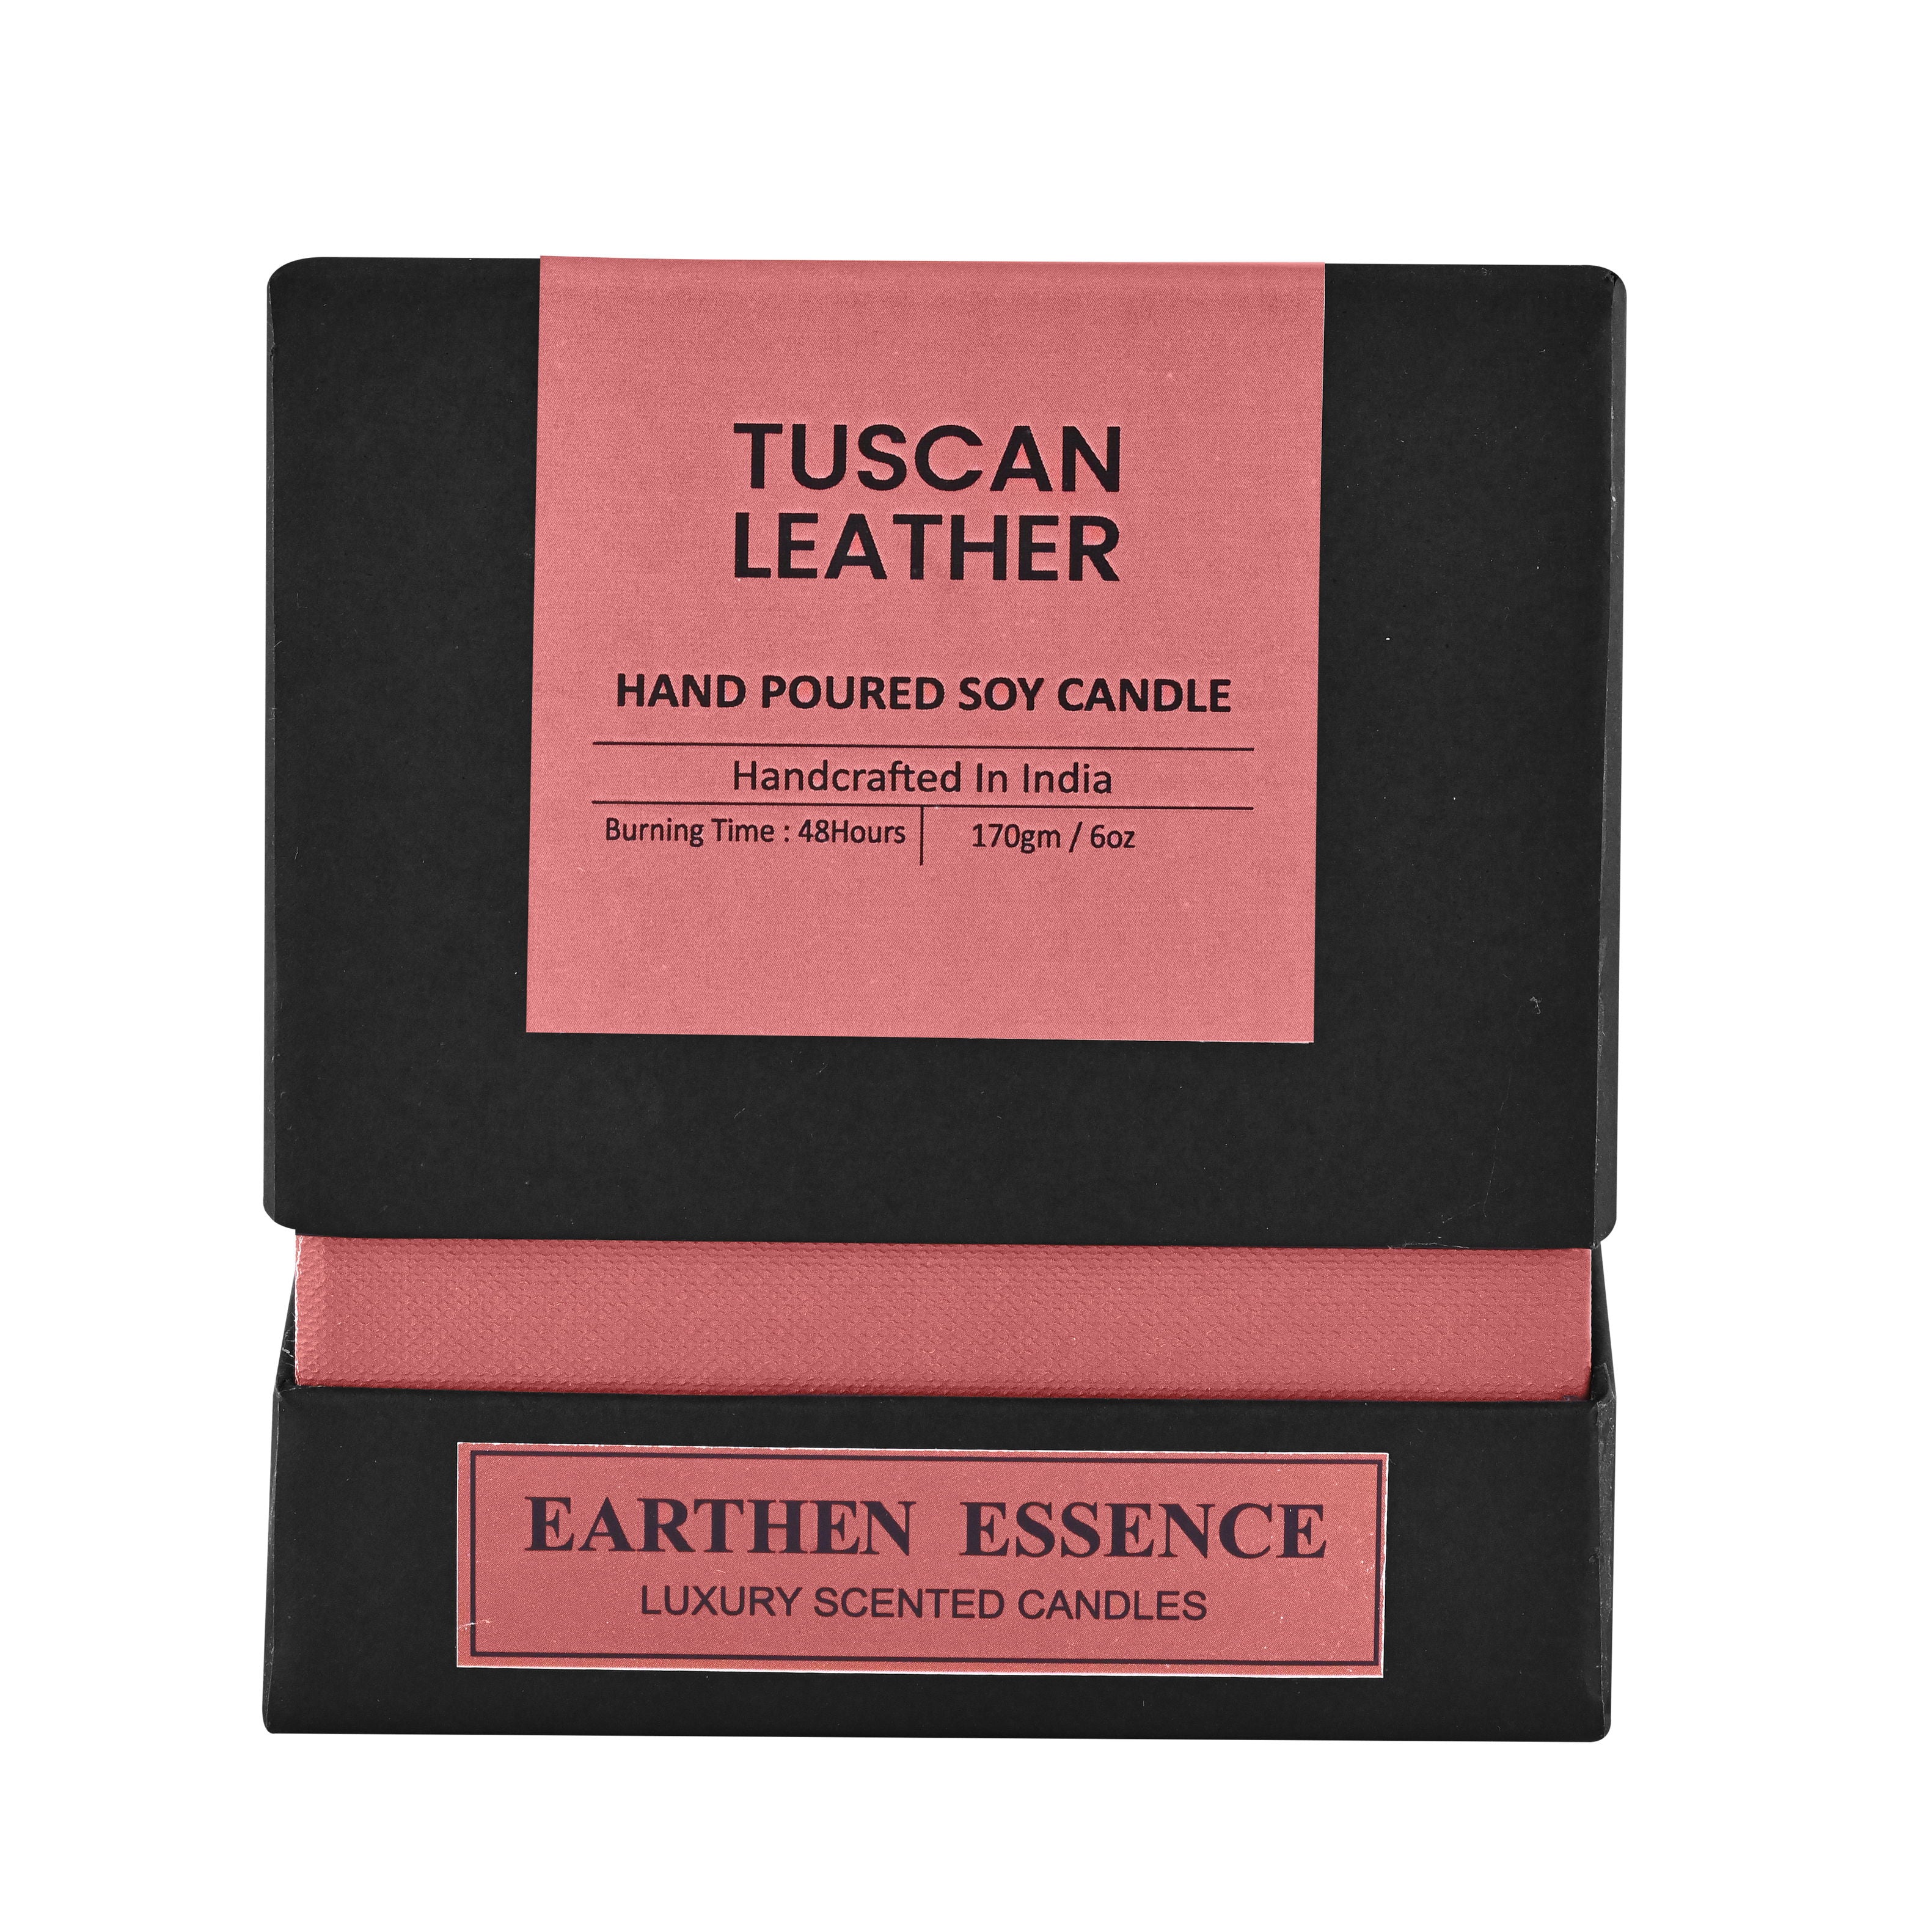 TUSCAN
LEATHER
HAND POURED SOY CANDLE
Handcrafted In India
Burning Time : 48Hours
170gm / 6oz
EARTHEN ESSENCE
LUXURY SCENTED CANDLES